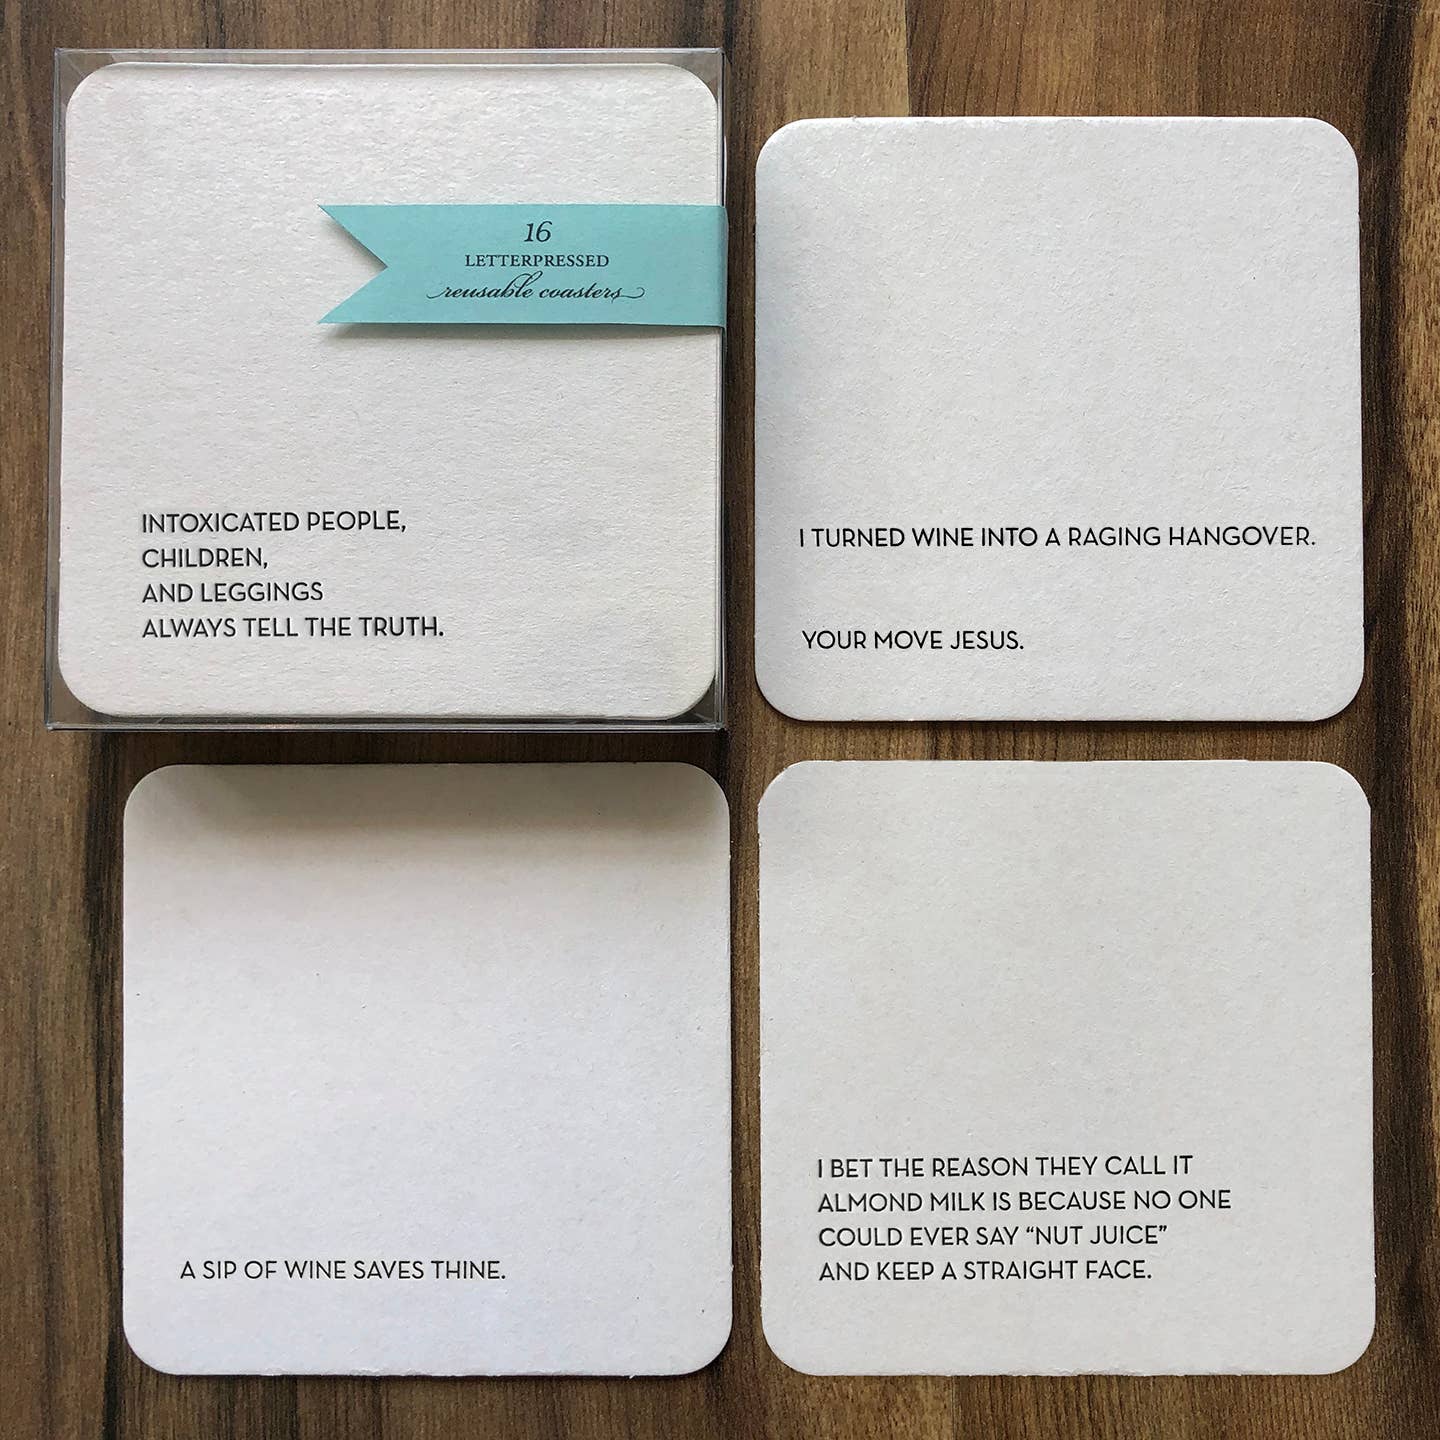 16
LETTERPRESSED
reusable coasters
INTOXICATED PEOPLE,
CHILDREN,
AND LEGGINGS
ALWAYS TELL THE TRUTH.
I TURNED WINE INTO A RAGING HANGOVER.
YOUR MOVE JESUS.
A SIP OF WINE SAVES THINE.
I BET THE REASON THEY CALL IT
ALMOND MILK IS BECAUSE NO ONE
COULD EVER SAY “NUT JUICE”
AND KEEP A STRAIGHT FACE.